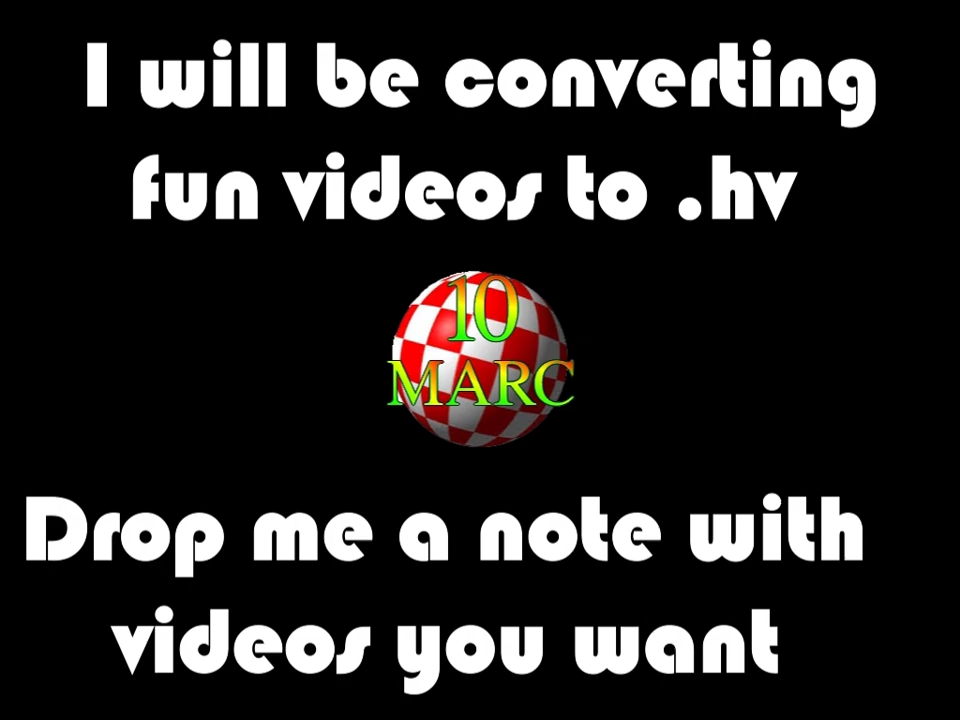 I will be converting
fun videos to .hv
10
MARC
Drop me a note with
videos you want